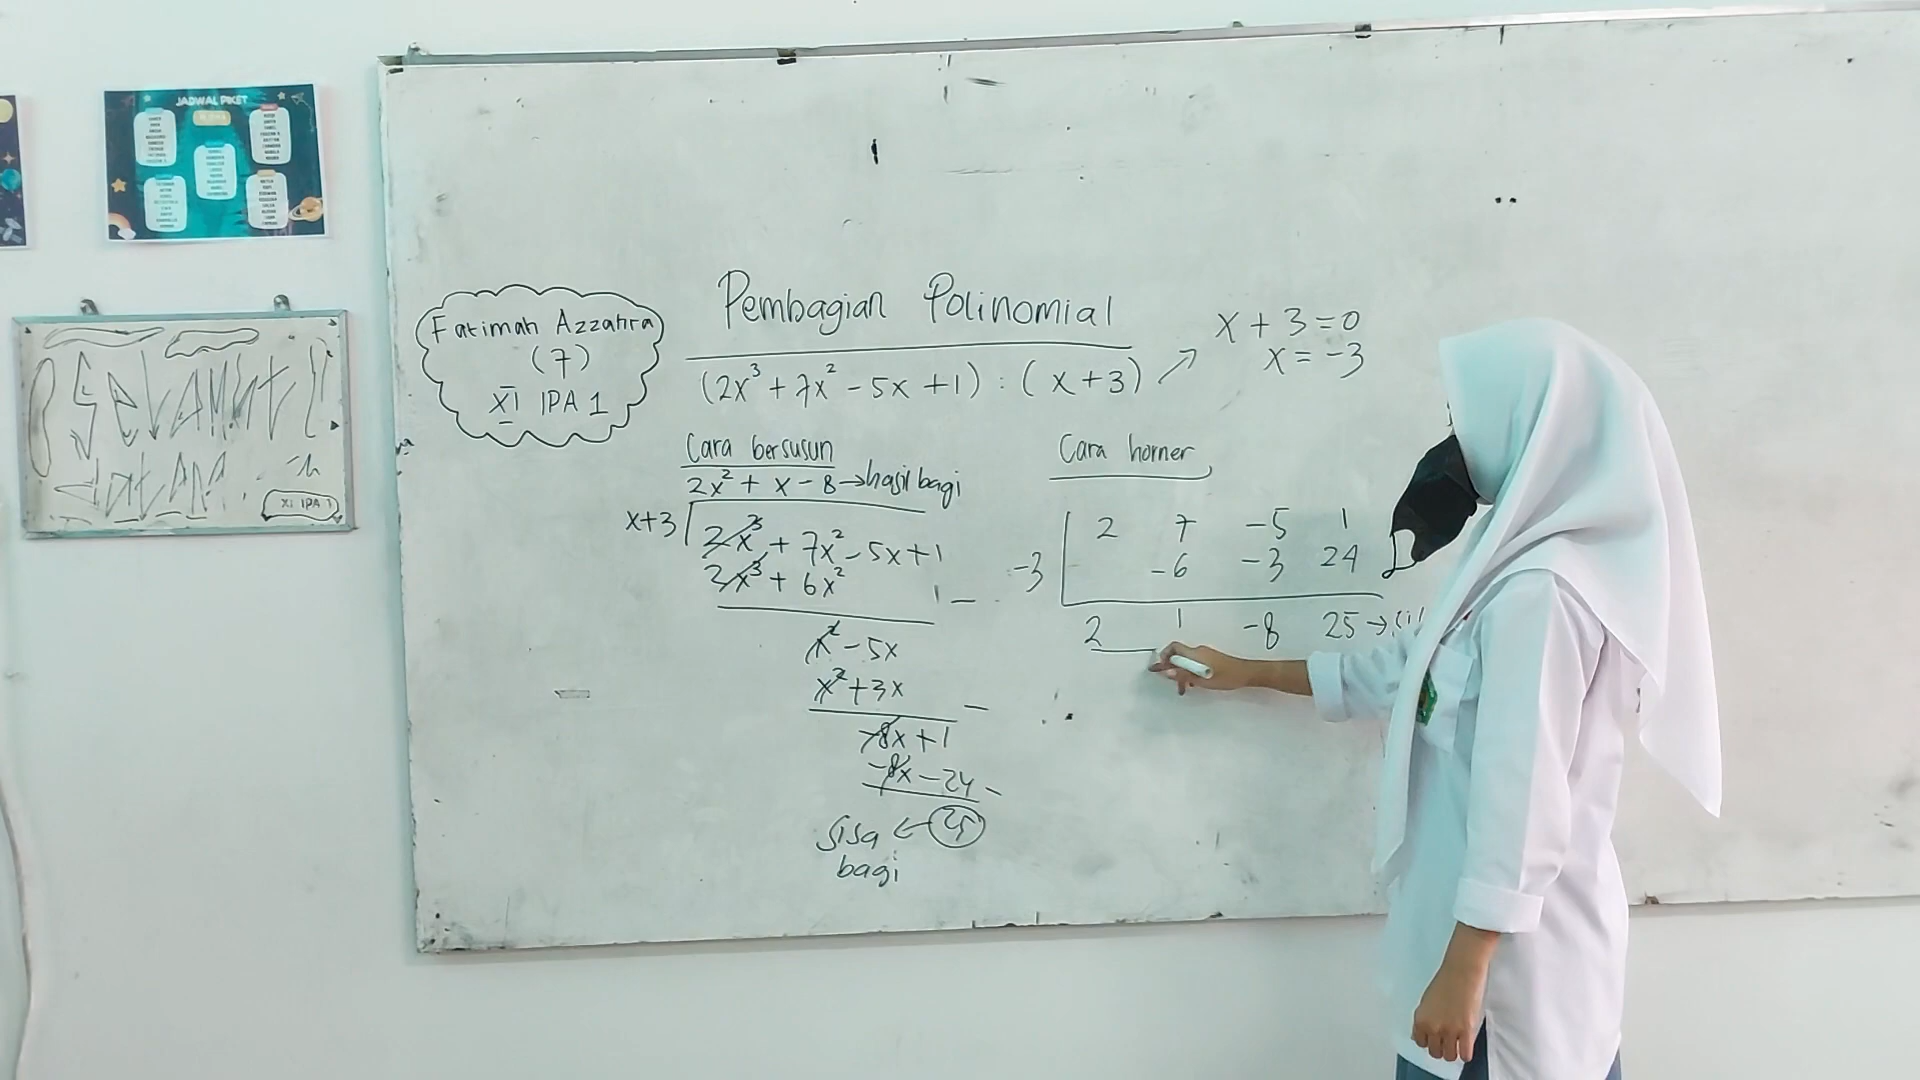 JADWAL PIKET
SELAMAT
DATANG
XI IPA 1
Fatimah Azzahra
(7)
XI IPA 1
Pembagian Polinomial
(2x³ + 7x² - 5x + 1) : (x+3)
x + 3 = 0
x = -3
Cara bersusun
2x² + x - 8 → hasil bagi
x+3
2x³ + 7x² - 5x + 1
2x³ + 6x²
−
x² - 5x
x² + 3x
−
-8x + 1
-8x - 24 -
25
sisa ←
bagi
Cara horner
2 7 -5 1
-3
-6 -3 24
2 1 -8 25 →